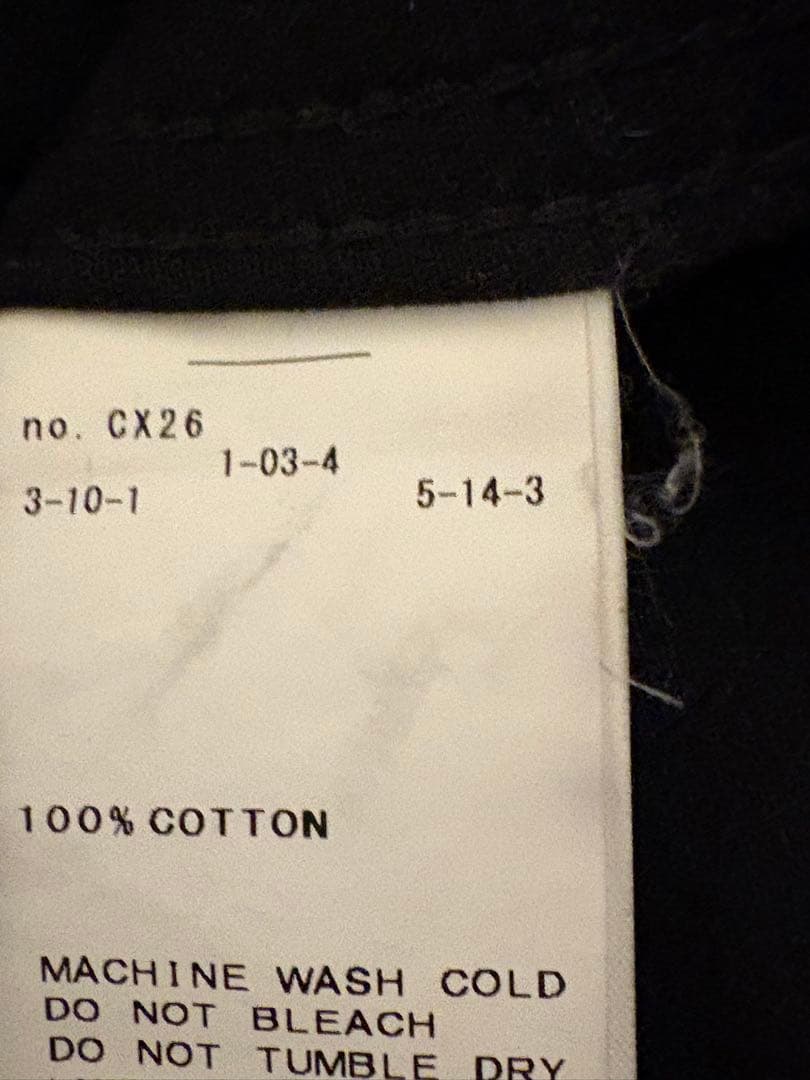 no. CX26
1-03-4
3-10-1 5-14-3
100% COTTON
MACHINE WASH COLD
DO NOT BLEACH
DO NOT TUMBLE DRY